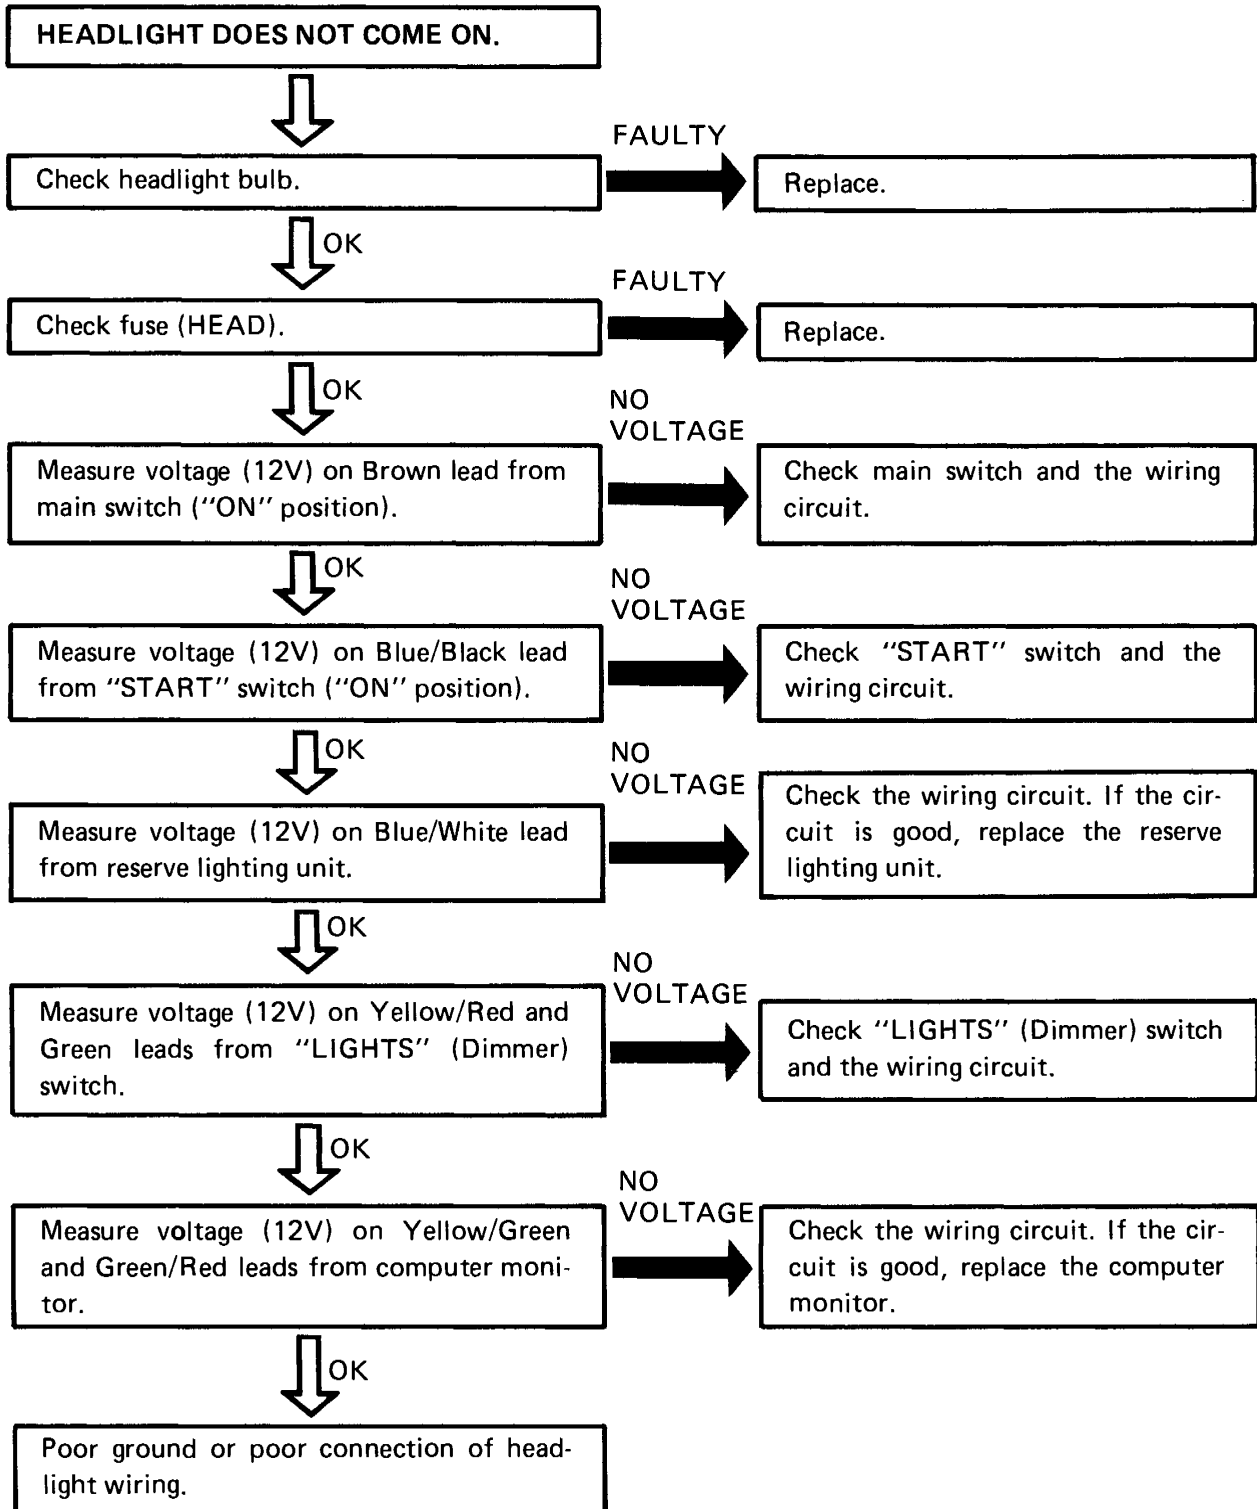 HEADLIGHT DOES NOT COME ON.
FAULTY
Check headlight bulb.
Replace.
OK
FAULTY
Check fuse (HEAD).
Replace.
OK
NO
VOLTAGE
Measure voltage (12V) on Brown lead from
main switch ("ON" position).
Check main switch and the wiring
circuit.
OK
NO
VOLTAGE
Measure voltage (12V) on Blue/Black lead
from "START" switch ("ON" position).
Check "START" switch and the
wiring circuit.
OK
NO
VOLTAGE
Measure voltage (12V) on Blue/White lead
from reserve lighting unit.
Check the wiring circuit. If the cir-
cuit is good, replace the reserve
lighting unit.
OK
NO
VOLTAGE
Measure voltage (12V) on Yellow/Red and
Green leads from "LIGHTS" (Dimmer)
switch.
Check "LIGHTS" (Dimmer) switch
and the wiring circuit.
OK
NO
VOLTAGE
Measure voltage (12V) on Yellow/Green
and Green/Red leads from computer moni-
tor.
Check the wiring circuit. If the cir-
cuit is good, replace the computer
monitor.
OK
Poor ground or poor connection of head-
light wiring.